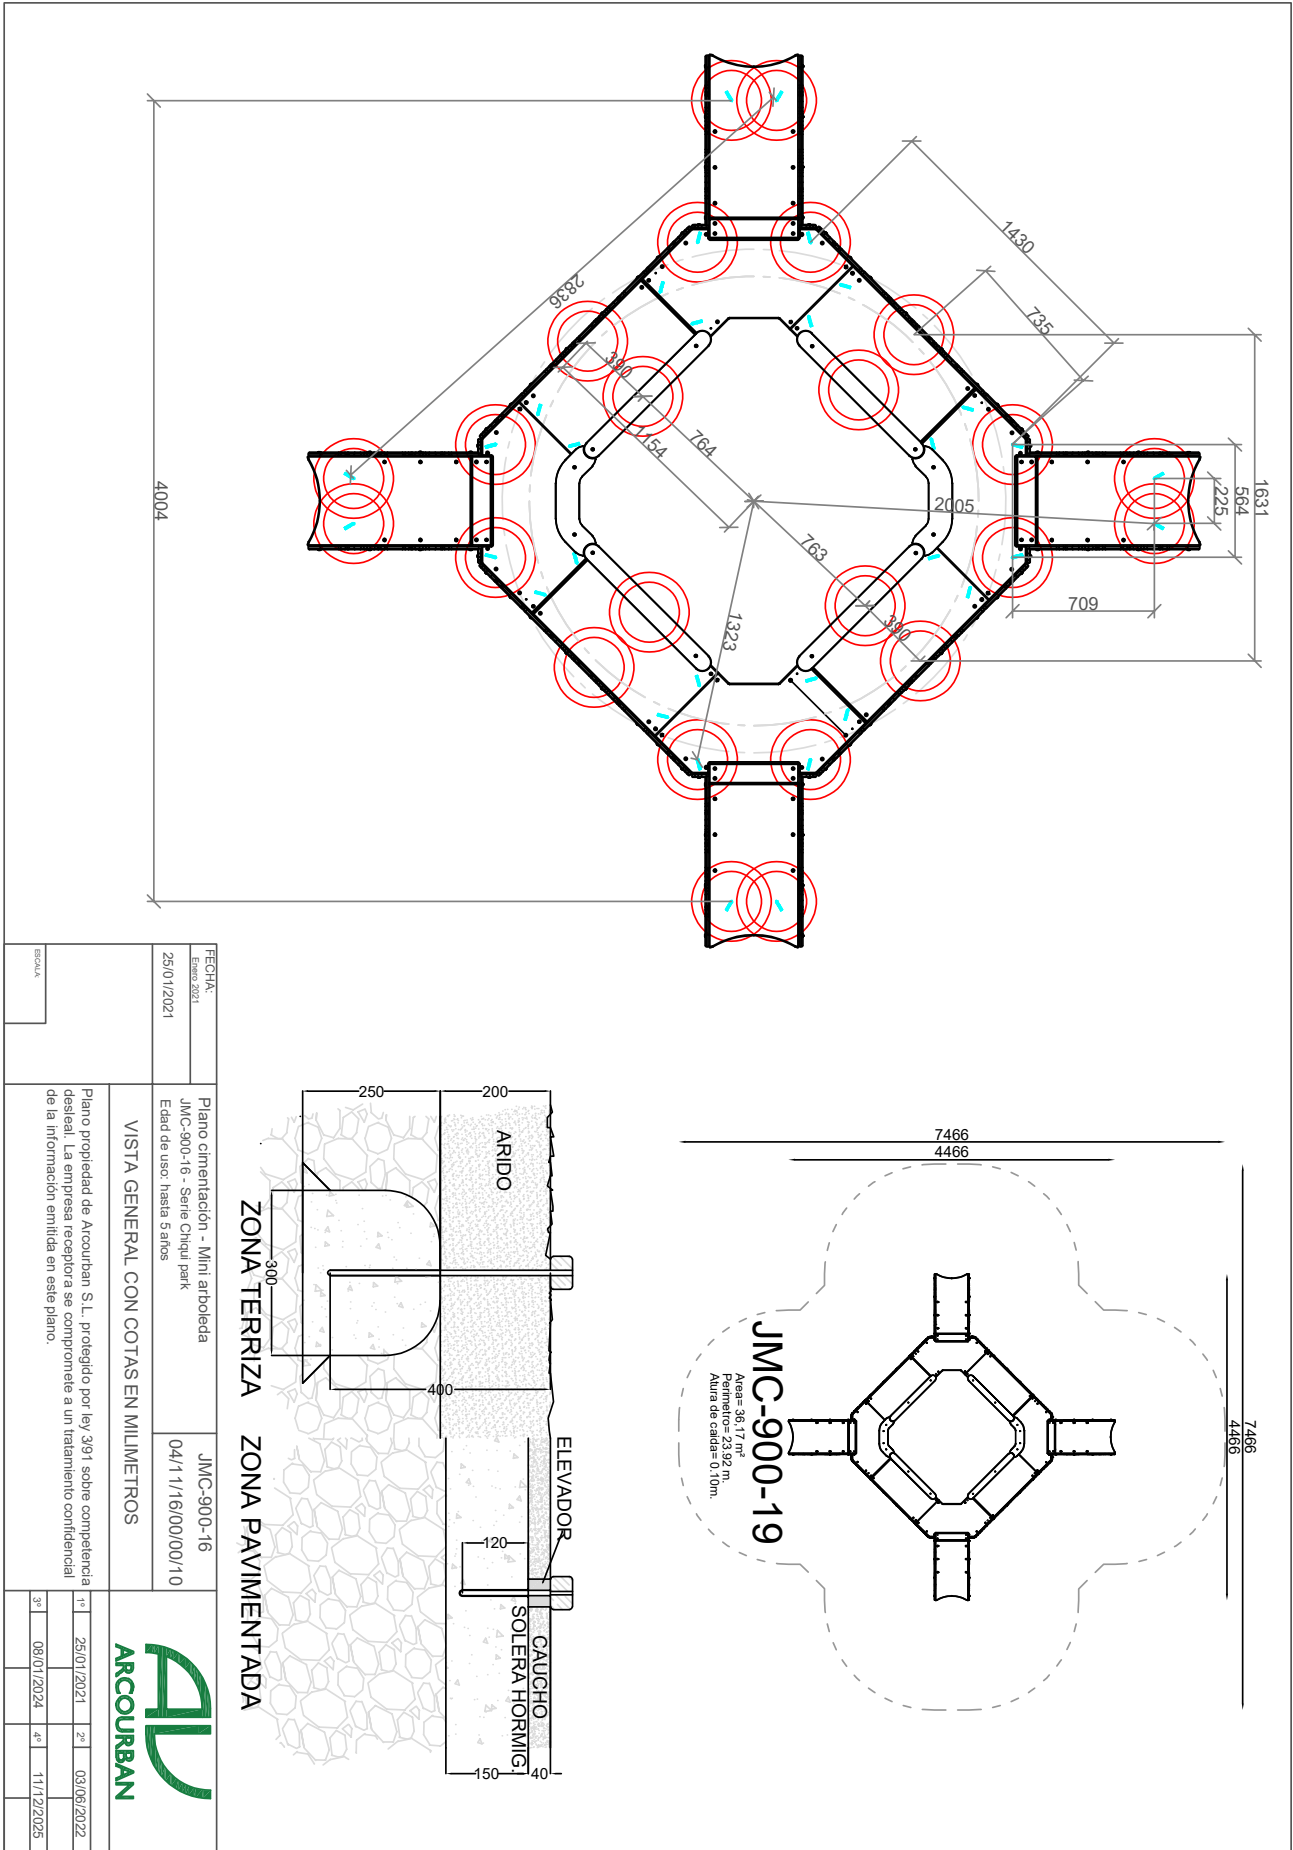 4004
2836
1430
735
390
1154
764
2005
763
390
1323
1631
564
225
709
7466
4466
7466
4466
JMC-900-19
Area= 36,17 m²
Perimetro= 23,92 m.
Atura de caida= 0,10m.
250
200
ARIDO
300
400
ZONA TERRIZA
ELEVADOR
120
CAUCHO
SOLERA HORMIG.
150
40
ZONA PAVIMENTADA
FECHA:
Enero 2021
25/01/2021
ESCALA:
Plano cimentación - Mini arboleda
JMC-900-16 - Serie Chiqui park
Edad de uso: hasta 5 años
JMC-900-16
04/11/16/00/00/10
VISTA GENERAL CON COTAS EN MILIMETROS
Plano propiedad de Arcourban S.L. protegido por ley 3/91 sobre competencia
desleal. La empresa receptora se compromete a un tratamiento confidencial
de la información emitida en este plano.
ARCOURBAN
1º 25/01/2021 2º 03/06/2022
3º 08/01/2024 4º 11/12/2025